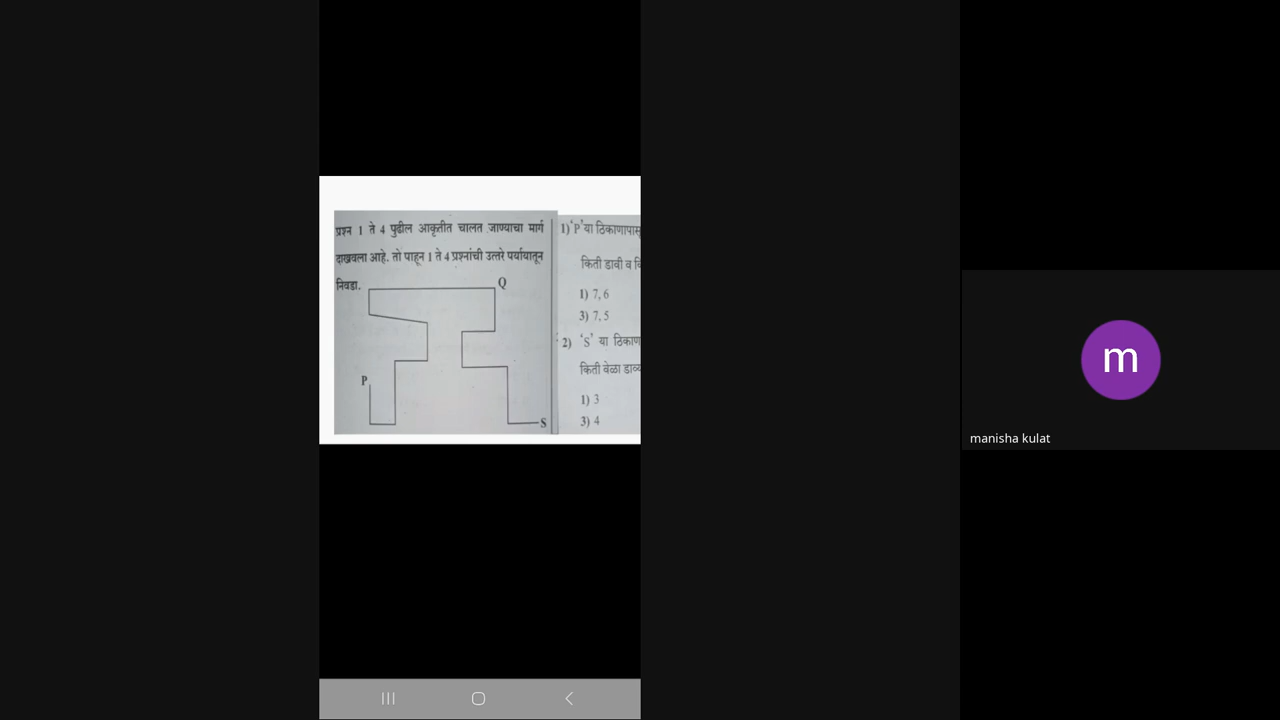 प्रश्न 1 ते 4 पुढील आकृतीत चालत जाण्याचा मार्ग
दाखवला आहे. तो पाहून 1 ते 4 प्रश्नांची उत्तरे पर्यायातून
निवडा.
Q
P
S
1) 'P' या ठिकाणापासू
किती डावी व
1) 7, 6
3) 7, 5
2) 'S' या ठिकाण
किती वेळा डाव्य
1) 3
3) 4
m
manisha kulat